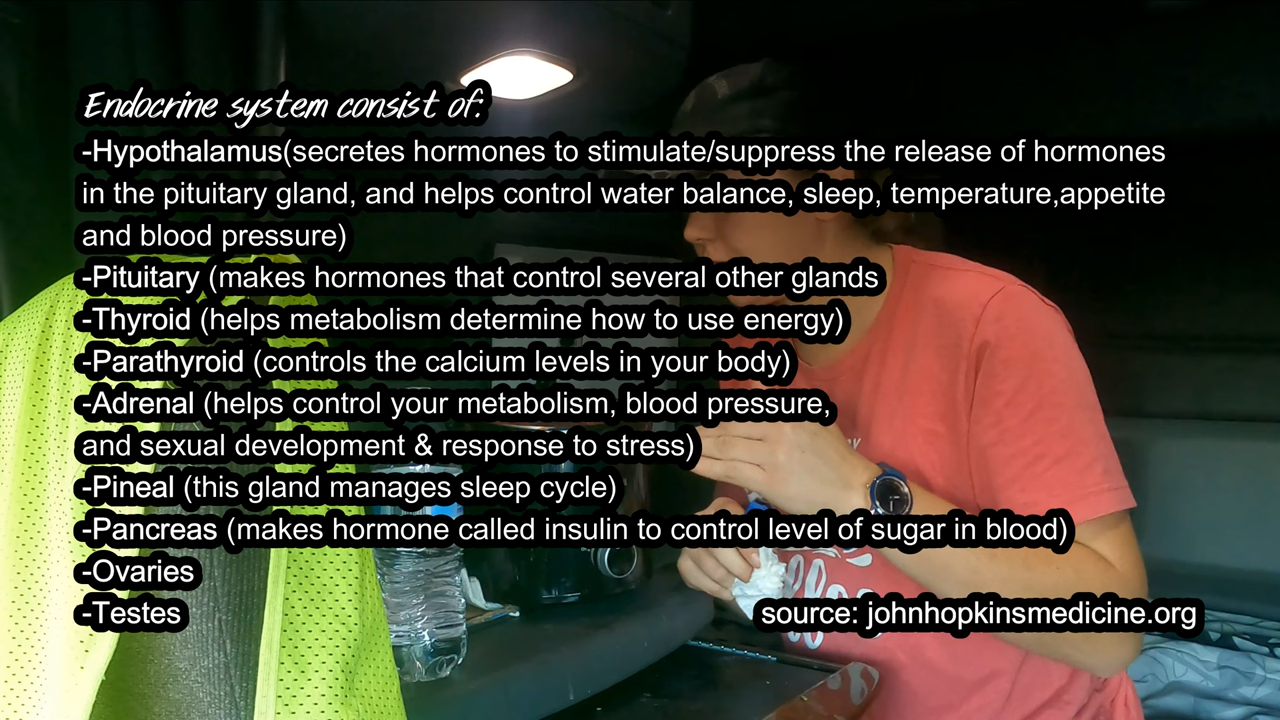 Endocrine system consist of:
-Hypothalamus(secretes hormones to stimulate/suppress the release of hormones
in the pituitary gland, and helps control water balance, sleep, temperature,appetite
and blood pressure)
-Pituitary (makes hormones that control several other glands
-Thyroid (helps metabolism determine how to use energy)
-Parathyroid (controls the calcium levels in your body)
-Adrenal (helps control your metabolism, blood pressure,
and sexual development & response to stress)
-Pineal (this gland manages sleep cycle)
-Pancreas (makes hormone called insulin to control level of sugar in blood)
-Ovaries
-Testes
source: johnhopkinsmedicine.org